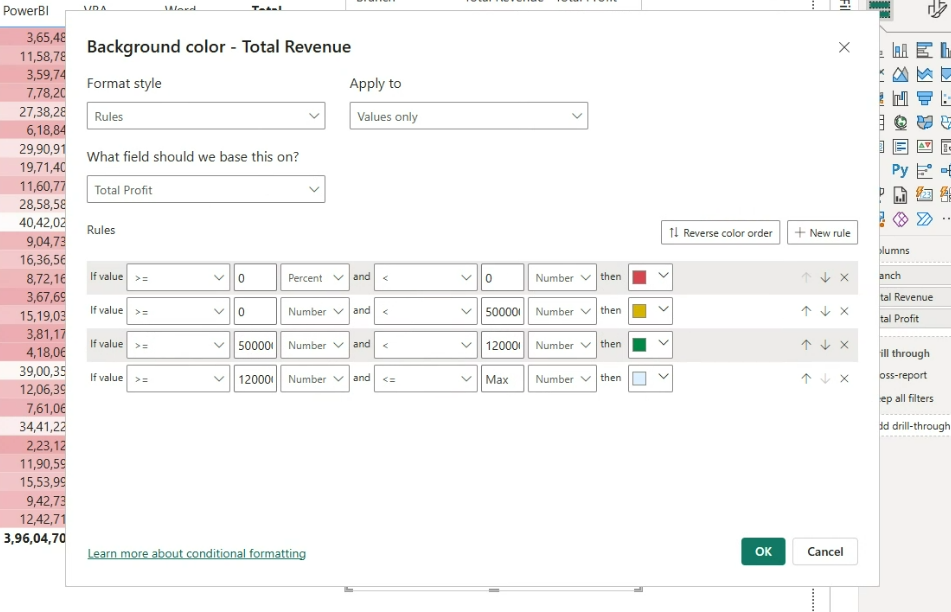 PowerBI VBA Word Total
Background color - Total Revenue
Format style Apply to
Rules Values only
What field should we base this on?
Total Profit
Rules
Reverse color order + New rule
If value >= 0 Percent and < 0 Number then
If value >= 0 Number and < 50000 Number then
If value >= 50000 Number and < 12000 Number then
If value >= 12000 Number and <= Max Number then
Learn more about conditional formatting
OK Cancel
3,65,48
11,58,78
3,59,74
7,78,20
27,38,28
6,18,84
29,90,91
19,71,40
11,60,77
28,58,58
40,42,02
9,04,73
16,36,56
8,72,16
3,67,69
15,19,03
3,81,17
4,18,06
39,00,35
12,06,39
7,61,06
34,41,22
2,23,12
11,90,59
15,53,99
9,42,73
12,42,71
3,96,04,70
Py
lumns
anch
tal Revenue
tal Profit
ill through
oss-report
ep all filters
dd drill-through